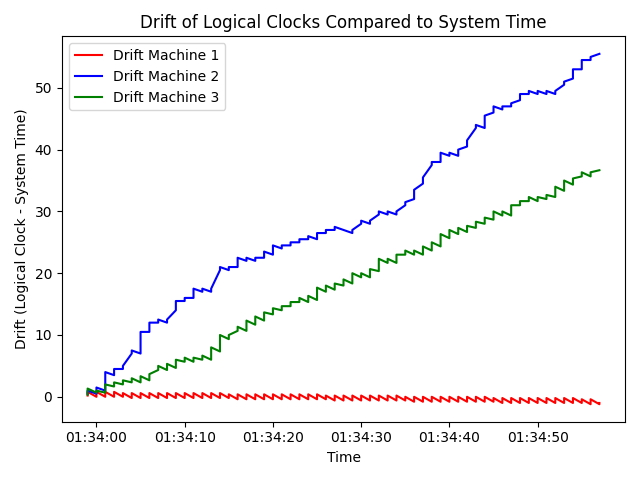 Drift of Logical Clocks Compared to System Time
Drift Machine 1
Drift Machine 2
Drift Machine 3
Drift (Logical Clock - System Time)
50
40
30
20
10
0
01:34:00 01:34:10 01:34:20 01:34:30 01:34:40 01:34:50
Time